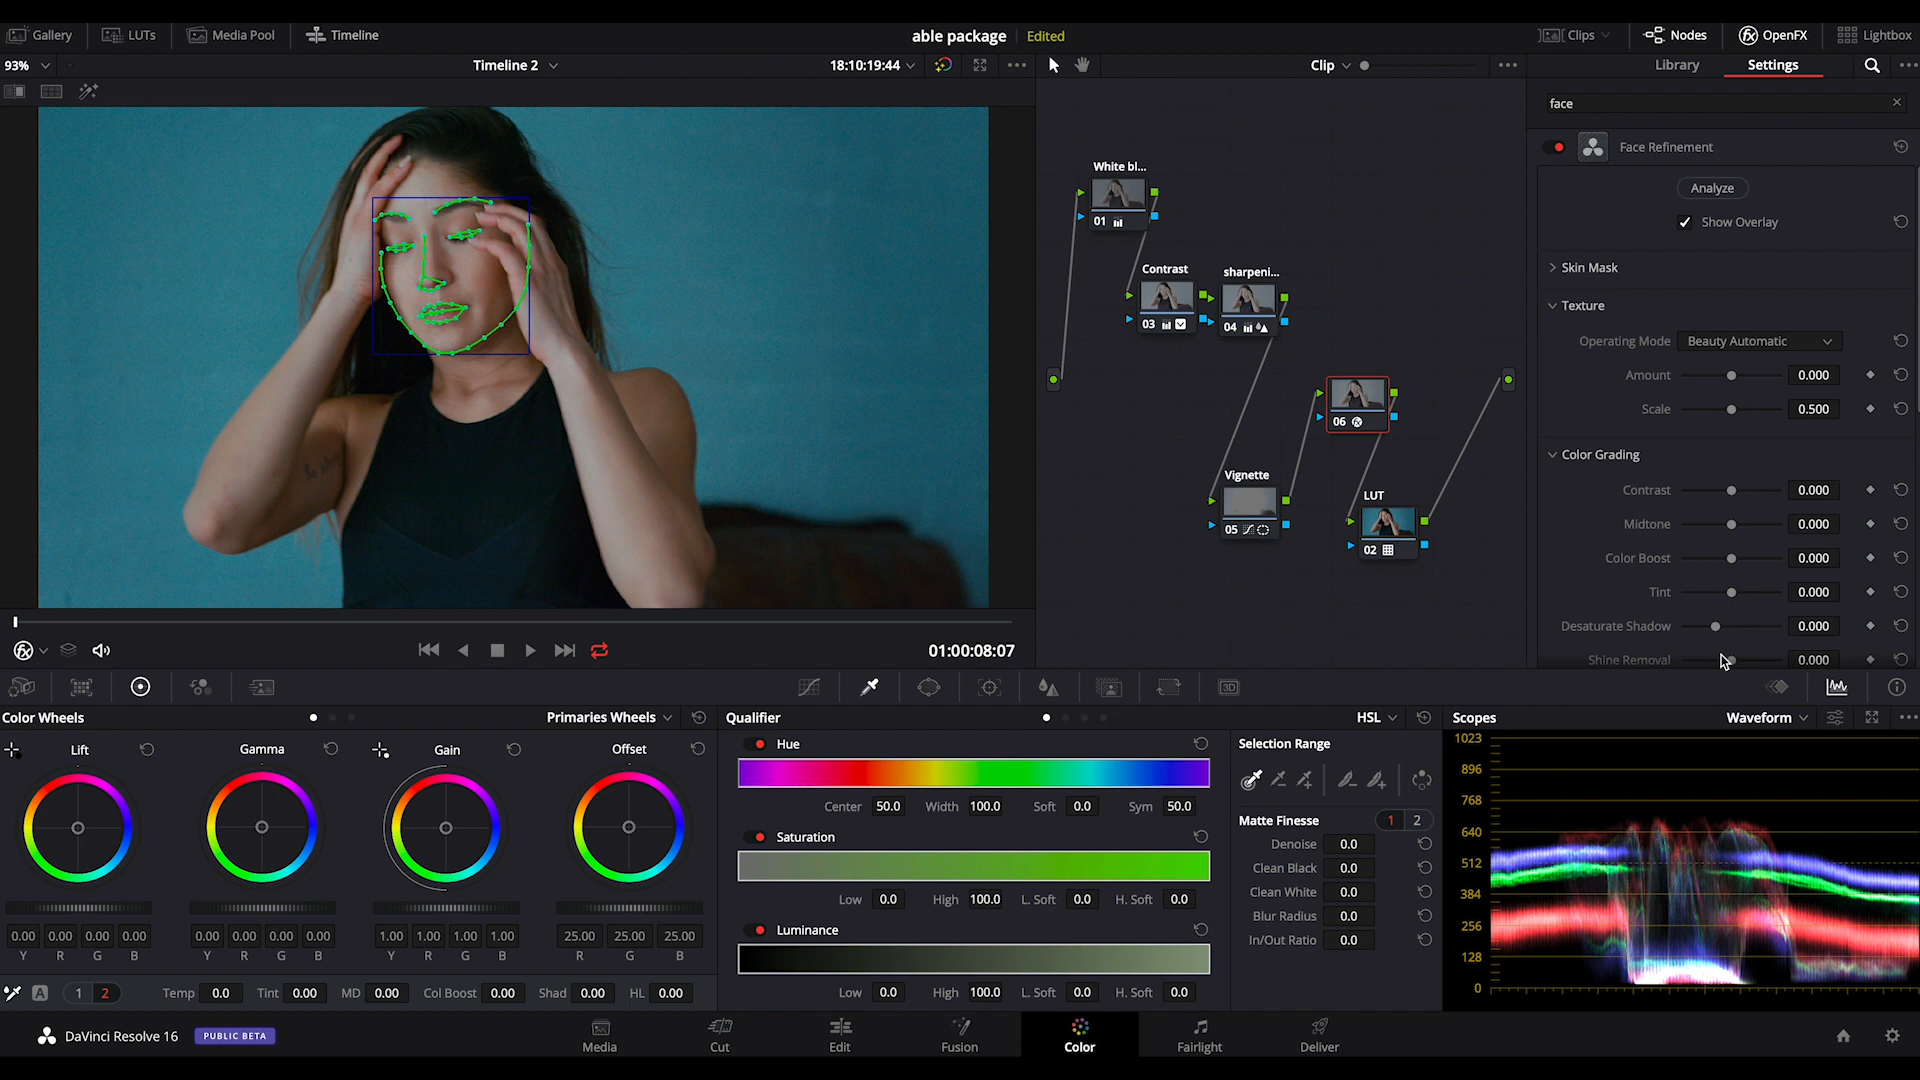 Gallery LUTs Media Pool Timeline able package Edited Clips Nodes OpenFX Lightbox
93% Timeline 2 18:10:19:44 Clip Library Settings
face
Face Refinement
Analyze
Show Overlay
Skin Mask
Texture
Operating Mode Beauty Automatic
Amount 0.000
Scale 0.500
Color Grading
Contrast 0.000
Midtone 0.000
Color Boost 0.000
Tint 0.000
Desaturate Shadow 0.000
Shine Removal 0.000
White bl...
01
Contrast
03
sharpeni...
04
06
Vignette
05
LUT
02
01:00:08:07
3D
Color Wheels Primaries Wheels
Lift Gamma Gain Offset
0.00 0.00 0.00 0.00 0.00 0.00 0.00 0.00 1.00 1.00 1.00 1.00 25.00 25.00 25.00
Y R G B Y R G B Y R G B R G B
A 1 2 Temp 0.0 Tint 0.00 MD 0.00 Col Boost 0.00 Shad 0.00 HL 0.00
Qualifier HSL
Hue
Center 50.0 Width 100.0 Soft 0.0 Sym 50.0
Saturation
Low 0.0 High 100.0 L. Soft 0.0 H. Soft 0.0
Luminance
Low 0.0 High 100.0 L. Soft 0.0 H. Soft 0.0
Selection Range
Matte Finesse 1 2
Denoise 0.0
Clean Black 0.0
Clean White 0.0
Blur Radius 0.0
In/Out Ratio 0.0
Scopes Waveform
1023
896
768
640
512
384
256
128
0
DaVinci Resolve 16 PUBLIC BETA Media Cut Edit Fusion Color Fairlight Deliver